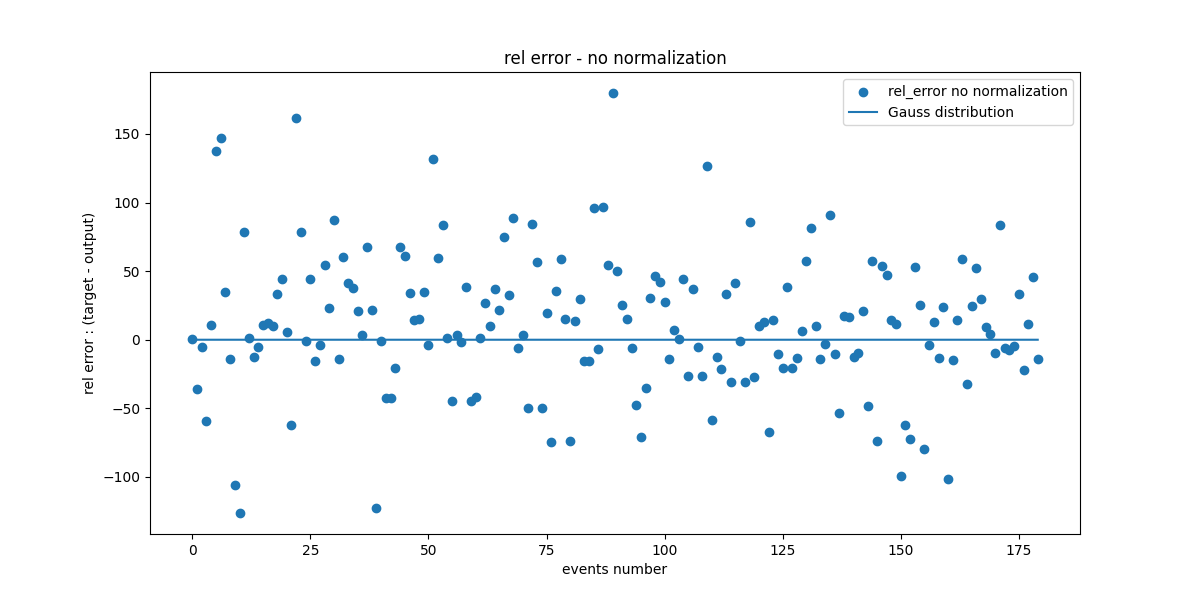 rel error - no normalization
rel_error no normalization
Gauss distribution
rel error : (target - output)
150
100
50
0
−50
−100
0 25 50 75 100 125 150 175
events number